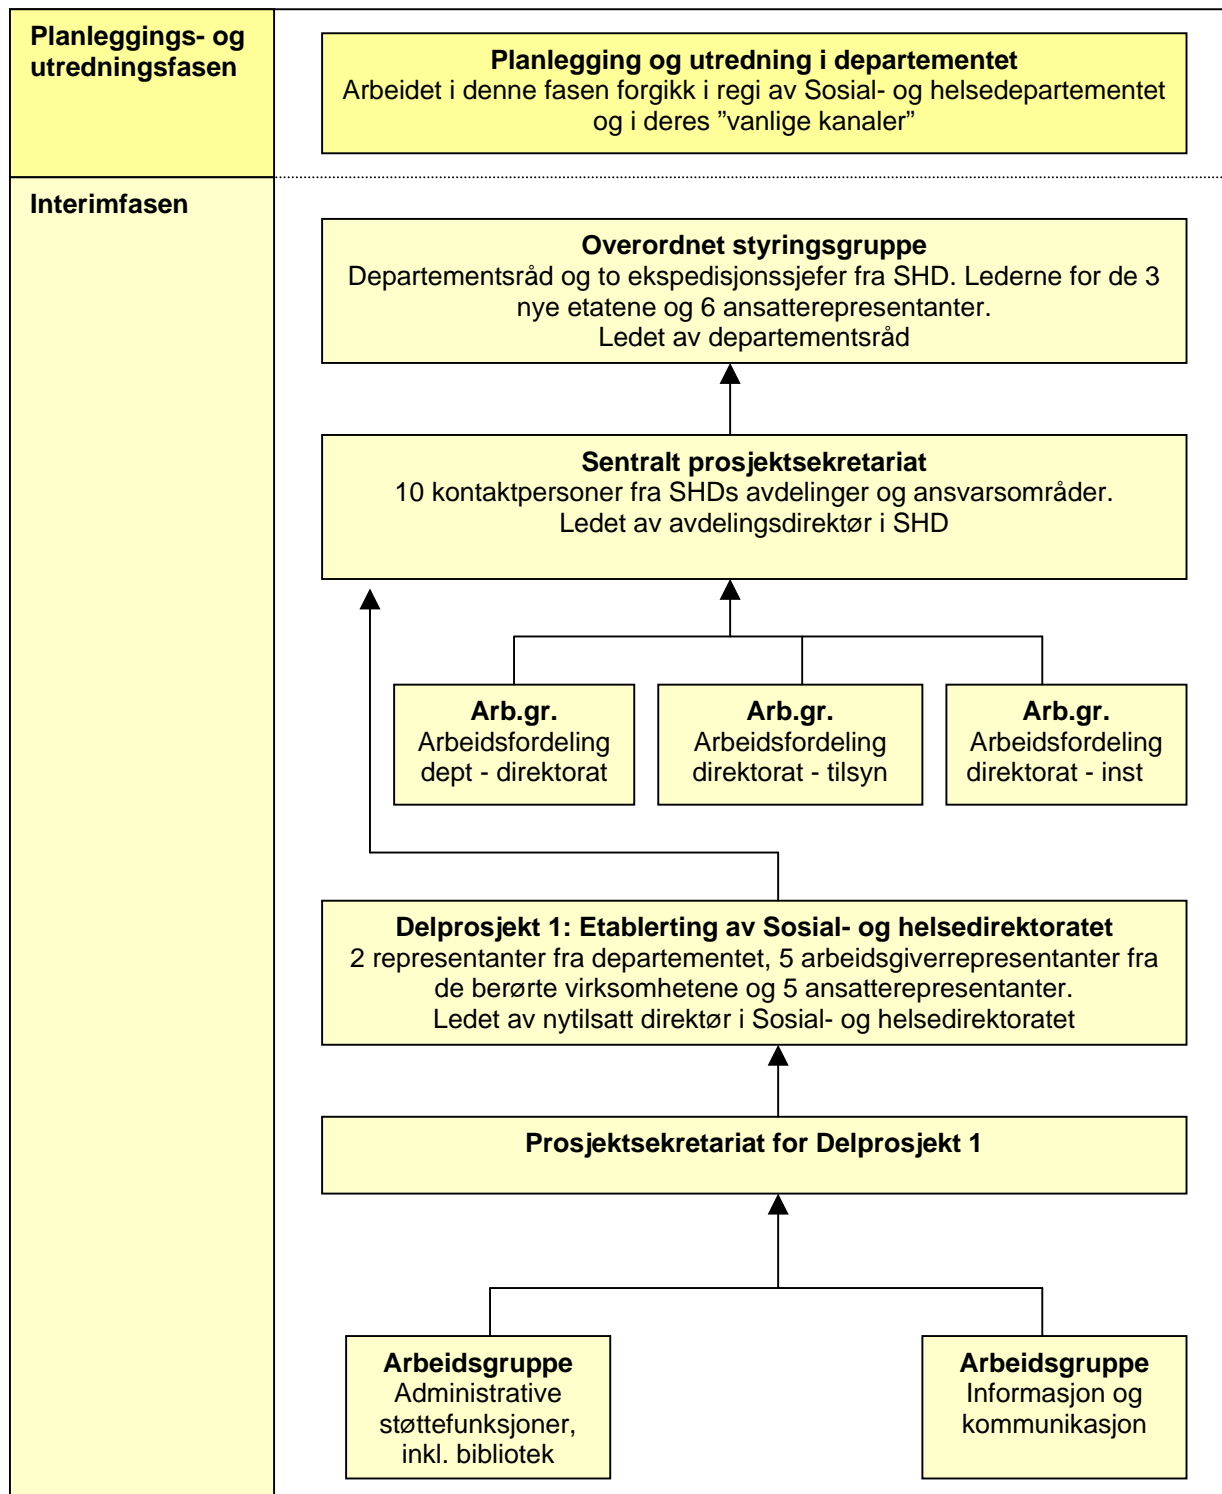 Planleggings- og
utredningsfasen
Planlegging og utredning i departementet
Arbeidet i denne fasen forgikk i regi av Sosial- og helsedepartementet
og i deres ”vanlige kanaler”
Interimfasen
Overordnet styringsgruppe
Departementsråd og to ekspedisjonssjefer fra SHD. Lederne for de 3
nye etatene og 6 ansatterepresentanter.
Ledet av departementsråd
Sentralt prosjektsekretariat
10 kontaktpersoner fra SHDs avdelinger og ansvarsområder.
Ledet av avdelingsdirektør i SHD
Arb.gr.
Arbeidsfordeling
dept - direktorat
Arb.gr.
Arbeidsfordeling
direktorat - tilsyn
Arb.gr.
Arbeidsfordeling
direktorat - inst
Delprosjekt 1: Etablerting av Sosial- og helsedirektoratet
2 representanter fra departementet, 5 arbeidsgiverrepresentanter fra
de berørte virksomhetene og 5 ansatterepresentanter.
Ledet av nytilsatt direktør i Sosial- og helsedirektoratet
Prosjektsekretariat for Delprosjekt 1
Arbeidsgruppe
Administrative
støttefunksjoner,
inkl. bibliotek
Arbeidsgruppe
Informasjon og
kommunikasjon